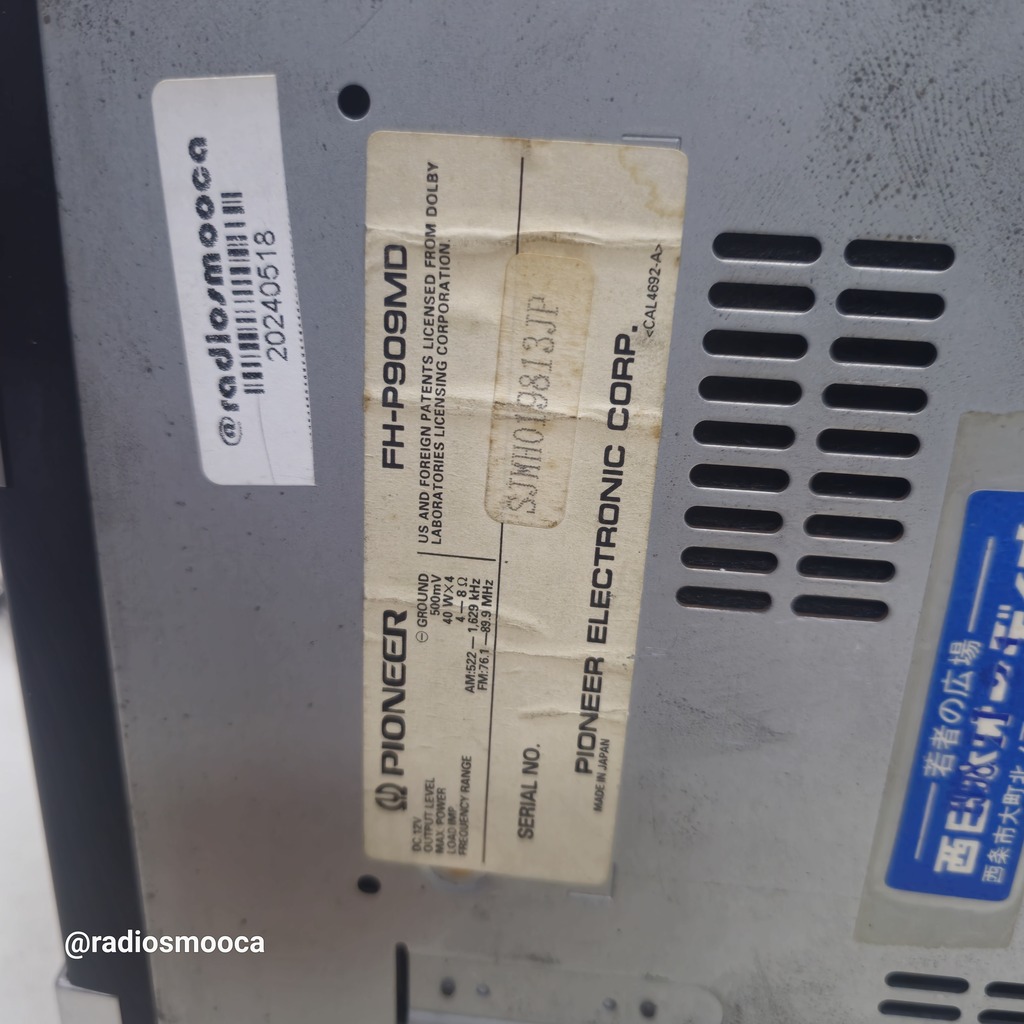 @radiosmooca
20240518
PIONEER FH-P909MD
DC 12V ⊖ GROUND
OUTPUT LEVEL 500mV
MAX. POWER 40 W×4
LOAD IMP. 4—8 Ω
FREQUENCY RANGE AM:522—1,629 kHz
FM:76.1—89.9 MHz
US AND FOREIGN PATENTS LICENSED FROM DOLBY
LABORATORIES LICENSING CORPORATION.
SERIAL NO. SJMH019813JP
PIONEER ELECTRONIC CORP.
MADE IN JAPAN <CAL4692-A>
若者の広場
西条市大町北
@radiosmooca